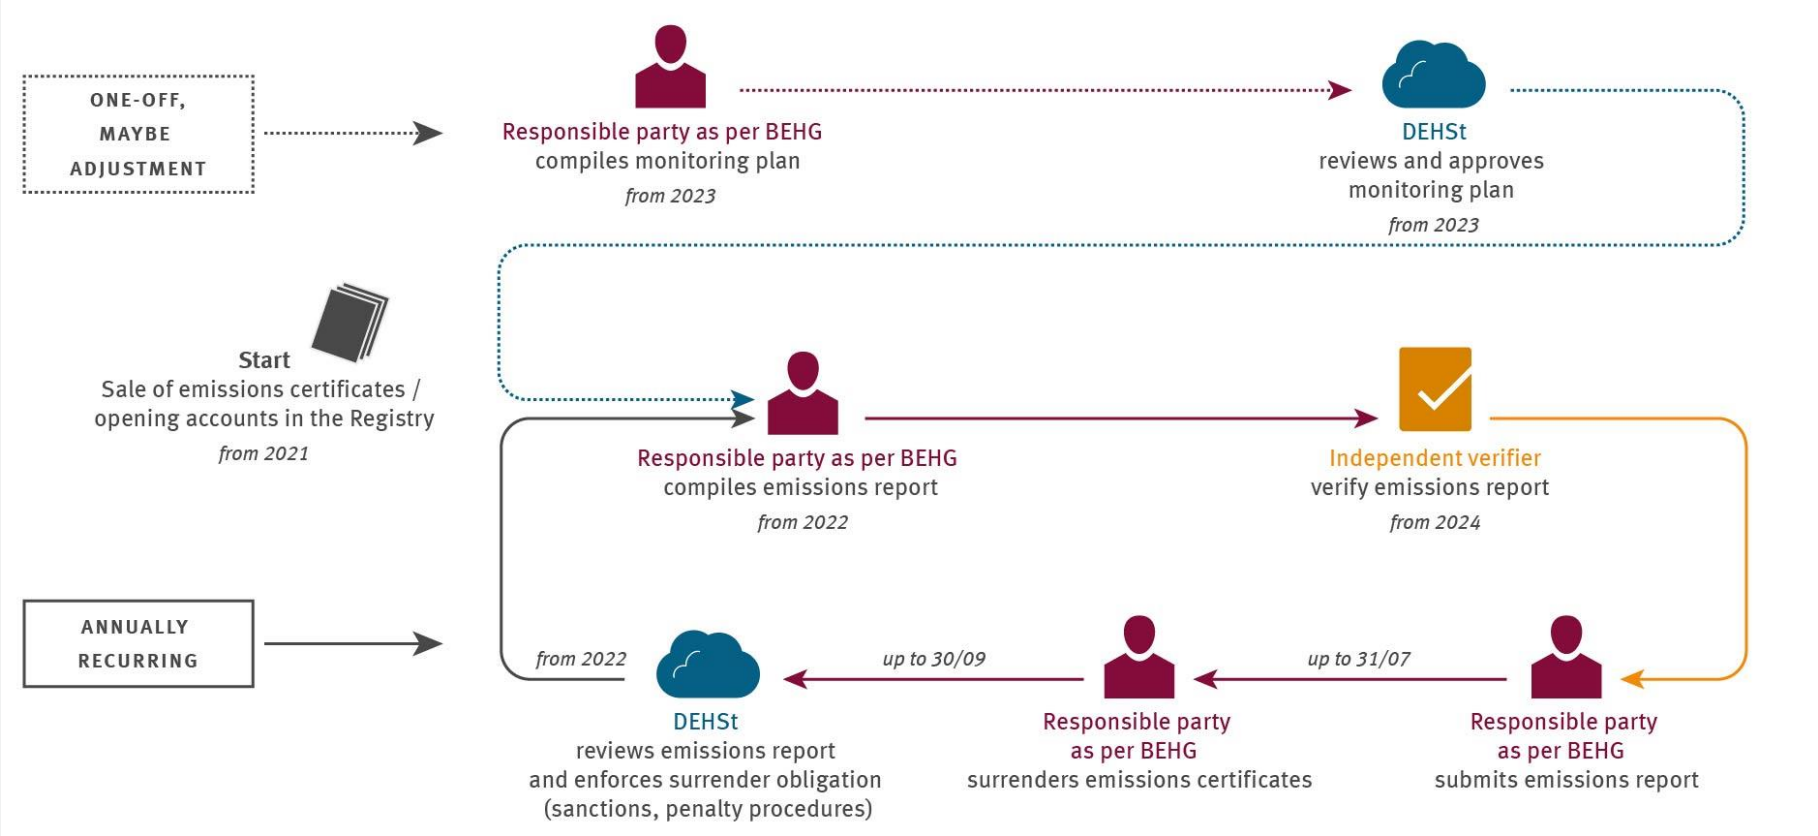 ONE-OFF,
MAYBE
ADJUSTMENT
Responsible party as per BEHG
compiles monitoring plan
from 2023
DEHSt
reviews and approves
monitoring plan
from 2023
Start
Sale of emissions certificates /
opening accounts in the Registry
from 2021
Responsible party as per BEHG
compiles emissions report
from 2022
Independent verifier
verify emissions report
from 2024
ANNUALLY
RECURRING
from 2022
DEHSt
reviews emissions report
and enforces surrender obligation
(sanctions, penalty procedures)
up to 30/09
Responsible party
as per BEHG
surrenders emissions certificates
up to 31/07
Responsible party
as per BEHG
submits emissions report